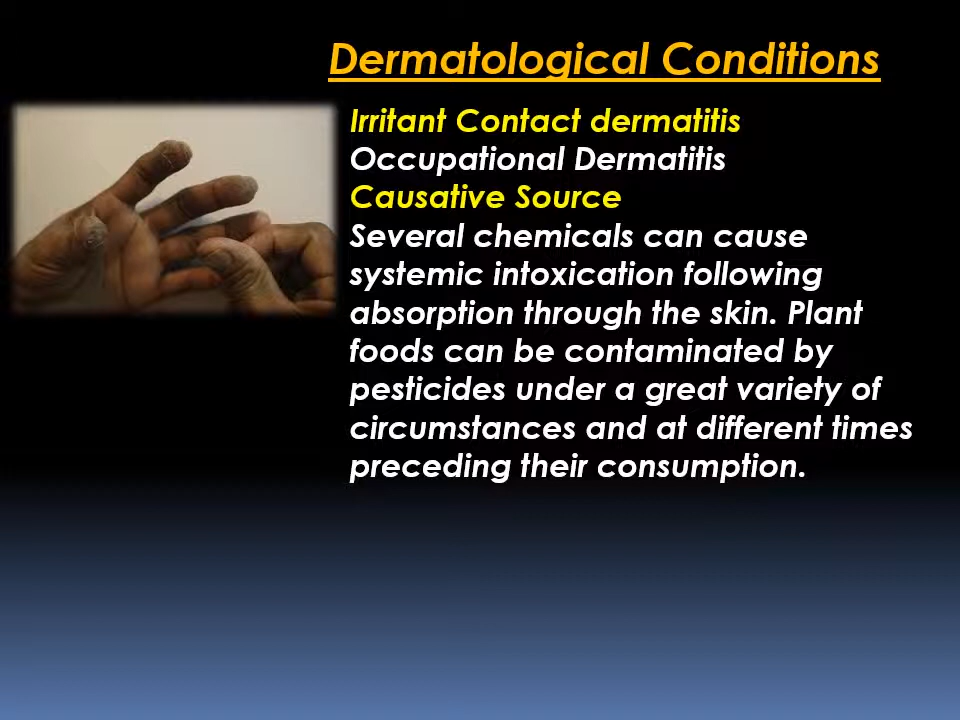 Dermatological Conditions
Irritant Contact dermatitis
Occupational Dermatitis
Causative Source
Several chemicals can cause
systemic intoxication following
absorption through the skin. Plant
foods can be contaminated by
pesticides under a great variety of
circumstances and at different times
preceding their consumption.